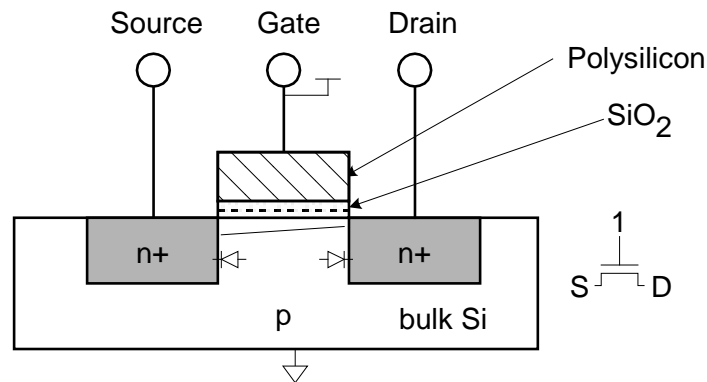 Source Gate Drain
Polysilicon
SiO2
n+ n+
1
S D
p bulk Si